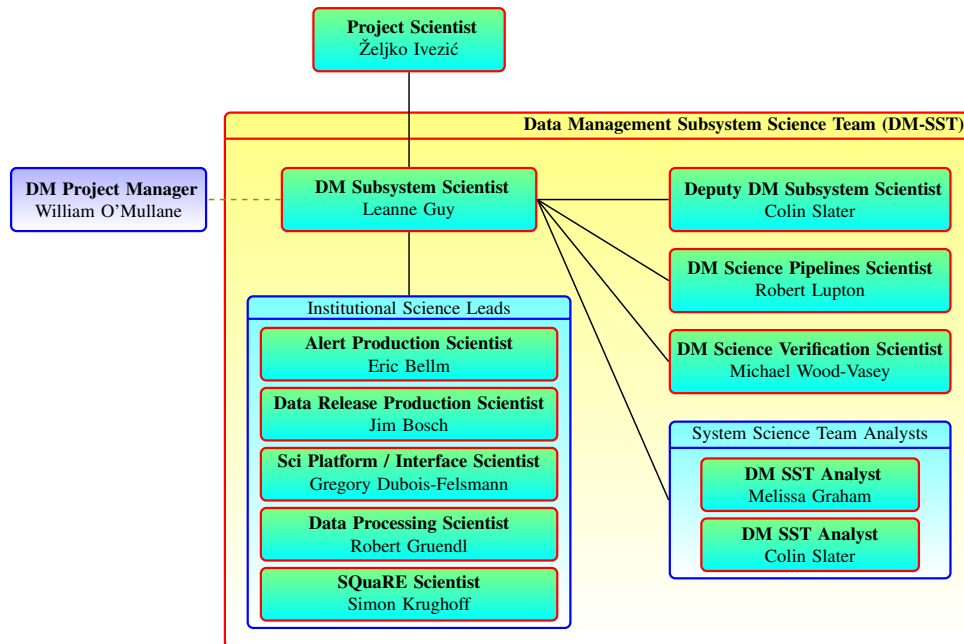 Project Scientist
Željko Ivezić
Data Management Subsystem Science Team (DM-SST)
DM Project Manager
William O’Mullane
DM Subsystem Scientist
Leanne Guy
Deputy DM Subsystem Scientist
Colin Slater
DM Science Pipelines Scientist
Robert Lupton
DM Science Verification Scientist
Michael Wood-Vasey
Institutional Science Leads
Alert Production Scientist
Eric Bellm
Data Release Production Scientist
Jim Bosch
Sci Platform / Interface Scientist
Gregory Dubois-Felsmann
Data Processing Scientist
Robert Gruendl
SQuaRE Scientist
Simon Krughoff
System Science Team Analysts
DM SST Analyst
Melissa Graham
DM SST Analyst
Colin Slater